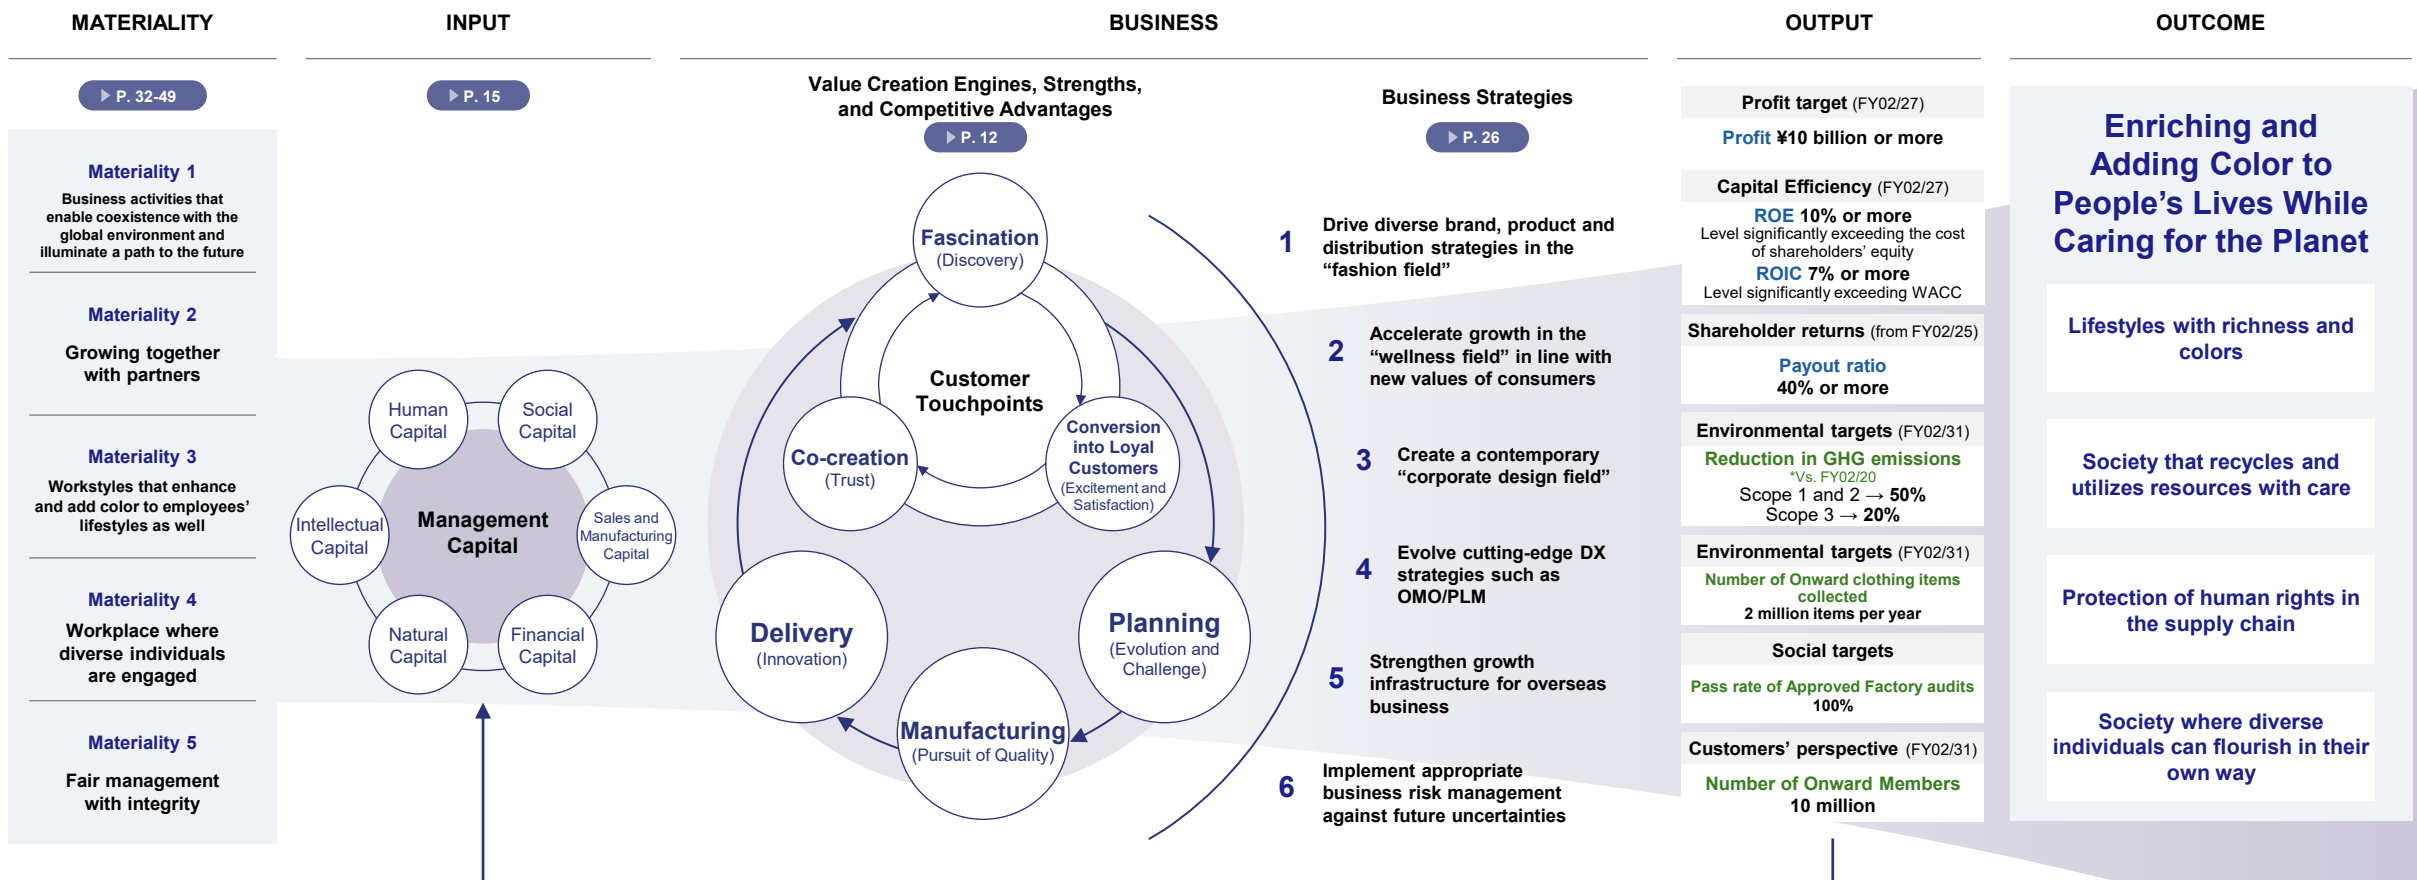 MATERIALITY
P. 32-49
Materiality 1
Business activities that
enable coexistence with the
global environment and
illuminate a path to the future
Materiality 2
Growing together
with partners
Materiality 3
Workstyles that enhance
and add color to employees'
lifestyles as well
Materiality 4
Workplace where
diverse individuals
are engaged
Materiality 5
Fair management
with integrity
INPUT
P. 15
Human
Capital
Social
Capital
Intellectual
Capital
Management
Capital
Sales and
Manufacturing
Capital
Natural
Capital
Financial
Capital
BUSINESS
Value Creation Engines, Strengths,
and Competitive Advantages
P. 12
Fascination
(Discovery)
Customer
Touchpoints
Co-creation
(Trust)
Conversion
into Loyal
Customers
(Excitement and
Satisfaction)
Delivery
(Innovation)
Planning
(Evolution and
Challenge)
Manufacturing
(Pursuit of Quality)
Business Strategies
P. 26
1
Drive diverse brand, product and
distribution strategies in the
“fashion field”
2
Accelerate growth in the
“wellness field” in line with
new values of consumers
3
Create a contemporary
“corporate design field”
4
Evolve cutting-edge DX
strategies such as
OMO/PLM
5
Strengthen growth
infrastructure for overseas
business
6
Implement appropriate
business risk management
against future uncertainties
OUTPUT
Profit target (FY02/27)
Profit ¥10 billion or more
Capital Efficiency (FY02/27)
ROE 10% or more
Level significantly exceeding the cost
of shareholders' equity
ROIC 7% or more
Level significantly exceeding WACC
Shareholder returns (from FY02/25)
Payout ratio
40% or more
Environmental targets (FY02/31)
Reduction in GHG emissions
*Vs. FY02/20
Scope 1 and 2 → 50%
Scope 3 → 20%
Environmental targets (FY02/31)
Number of Onward clothing items
collected
2 million items per year
Social targets
Pass rate of Approved Factory audits
100%
Customers' perspective (FY02/31)
Number of Onward Members
10 million
OUTCOME
Enriching and
Adding Color to
People's Lives While
Caring for the Planet
Lifestyles with richness and
colors
Society that recycles and
utilizes resources with care
Protection of human rights in
the supply chain
Society where diverse
individuals can flourish in their
own way